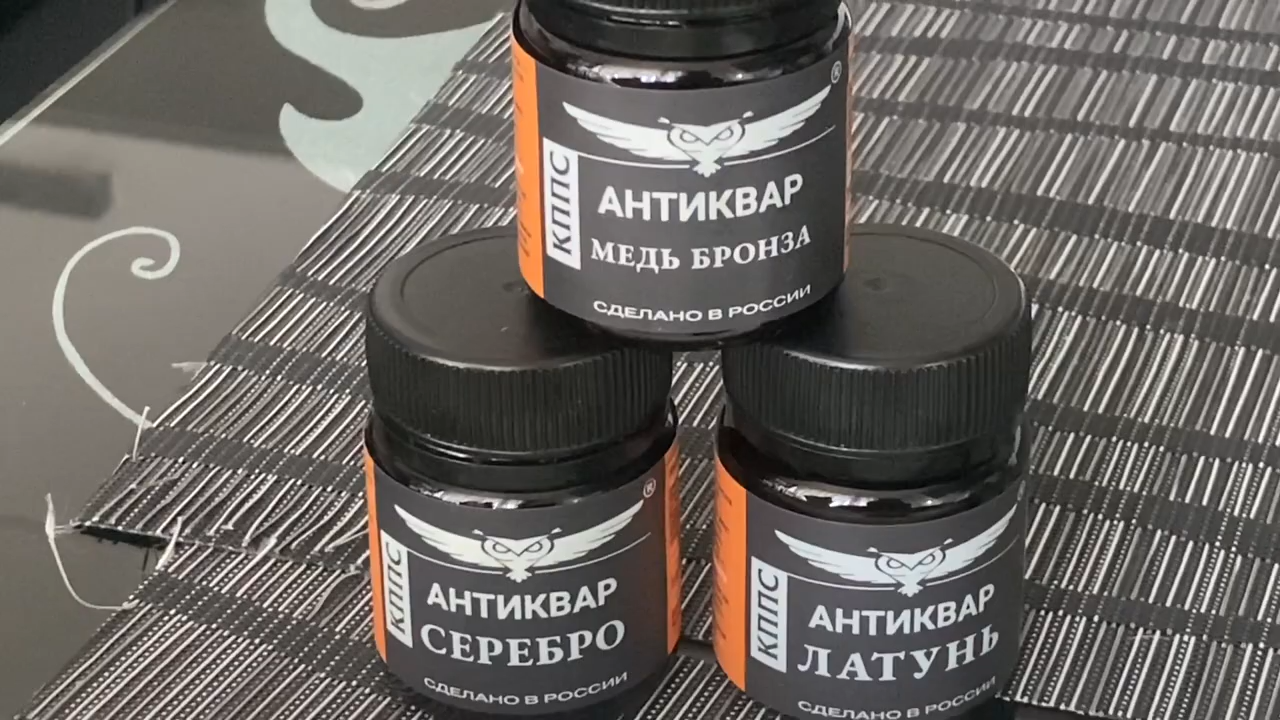 ®
КППС
АНТИКВАР
МЕДЬ БРОНЗА
СДЕЛАНО В РОССИИ
®
КППС
АНТИКВАР
СЕРЕБРО
СДЕЛАНО В РОССИИ
КППС
АНТИКВАР
ЛАТУНЬ
СДЕЛАНО В РОССИИ